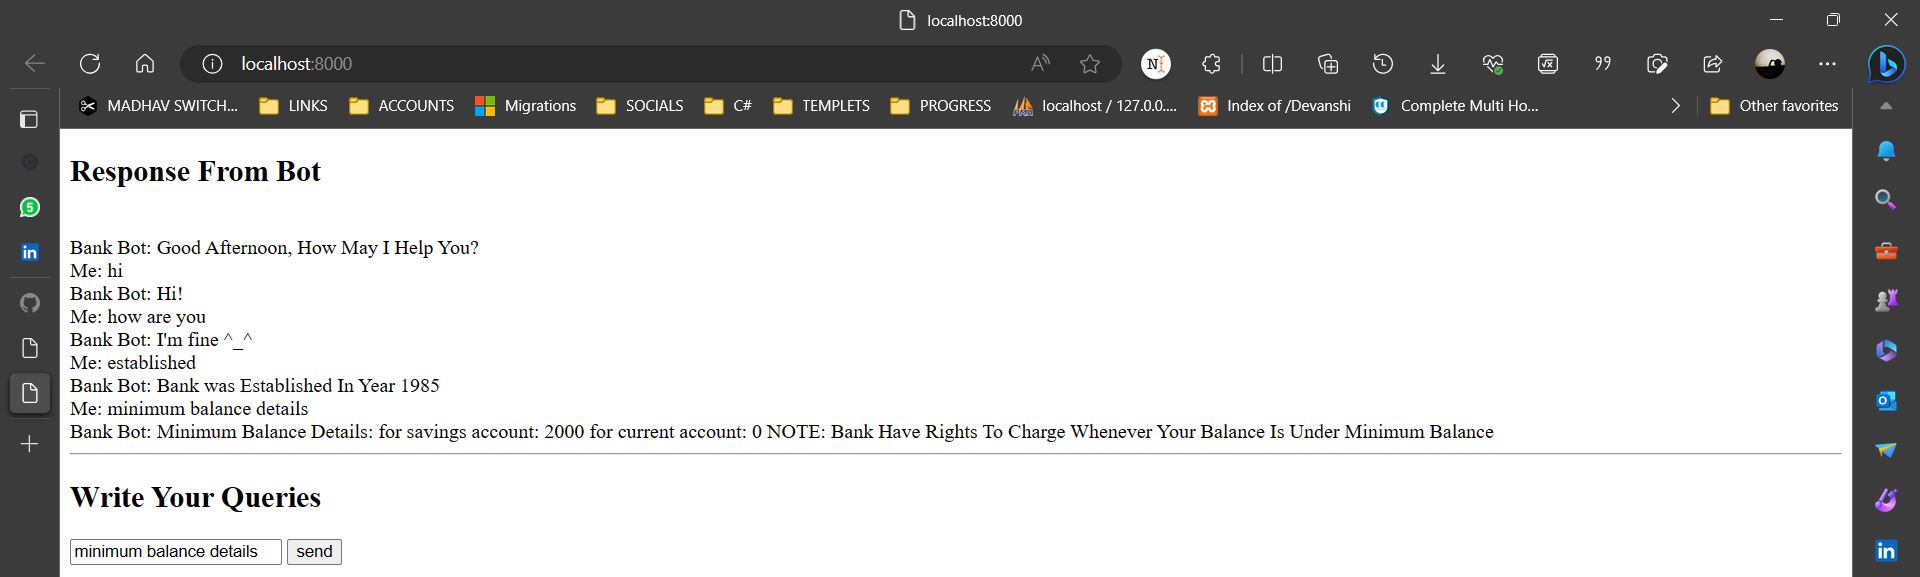 localhost:8000
localhost:8000
MADHAV SWITCH... LINKS ACCOUNTS Migrations SOCIALS C# TEMPLETS PROGRESS localhost / 127.0.0.... Index of /Devanshi Complete Multi Ho... Other favorites
Response From Bot
Bank Bot: Good Afternoon, How May I Help You?
Me: hi
Bank Bot: Hi!
Me: how are you
Bank Bot: I'm fine ^_^
Me: established
Bank Bot: Bank was Established In Year 1985
Me: minimum balance details
Bank Bot: Minimum Balance Details: for savings account: 2000 for current account: 0 NOTE: Bank Have Rights To Charge Whenever Your Balance Is Under Minimum Balance
Write Your Queries
minimum balance details send